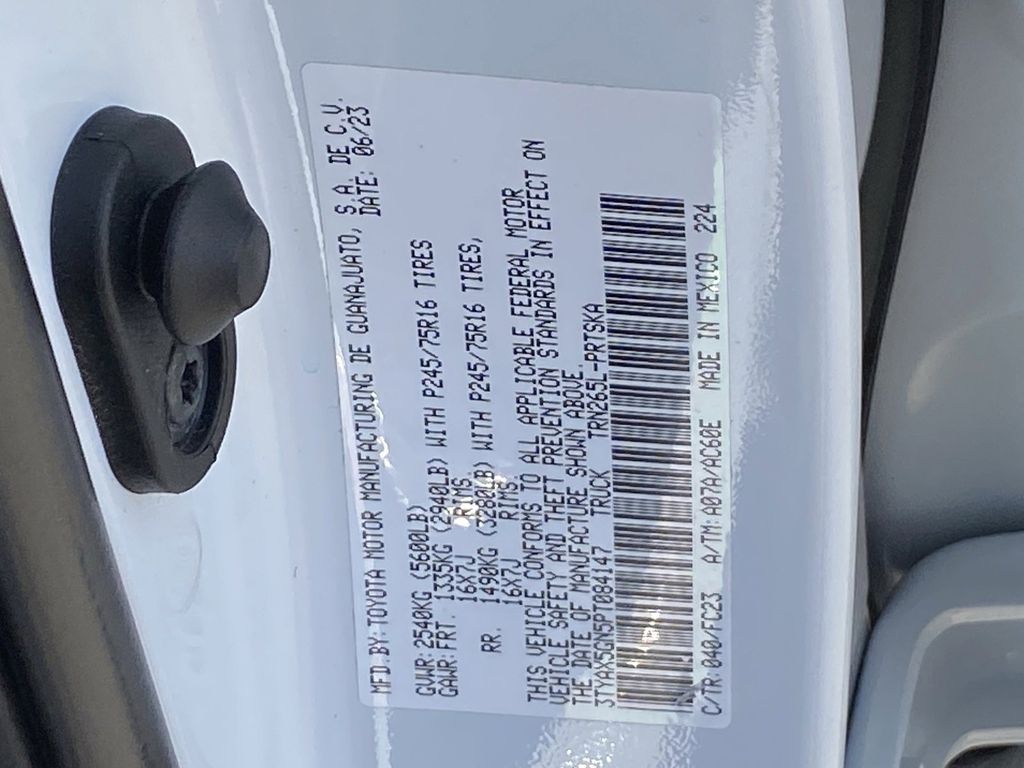 MFD.BY:TOYOTA MOTOR MANUFACTURING DE GUANAJUATO, S.A. DE C.V.
DATE: 06/23
GVWR:2540KG (5600LB)
GAWR:FRT. 1335KG (2940LB) WITH P245/75R16 TIRES
16X7J RIMS
RR. 1490KG (3280LB) WITH P245/75R16 TIRES,
16X7J RIMS
THIS VEHICLE CONFORMS TO ALL APPLICABLE FEDERAL MOTOR
VEHICLE SAFETY AND THEFT PREVENTION STANDARDS IN EFFECT ON
THE DATE OF MANUFACTURE SHOWN ABOVE.
3TYAX5GN5PT084147 TRUCK TRN265L-PRTSKA
C/TR:040/FC23 A/TM:A07A/AC60E MADE IN MEXICO 224